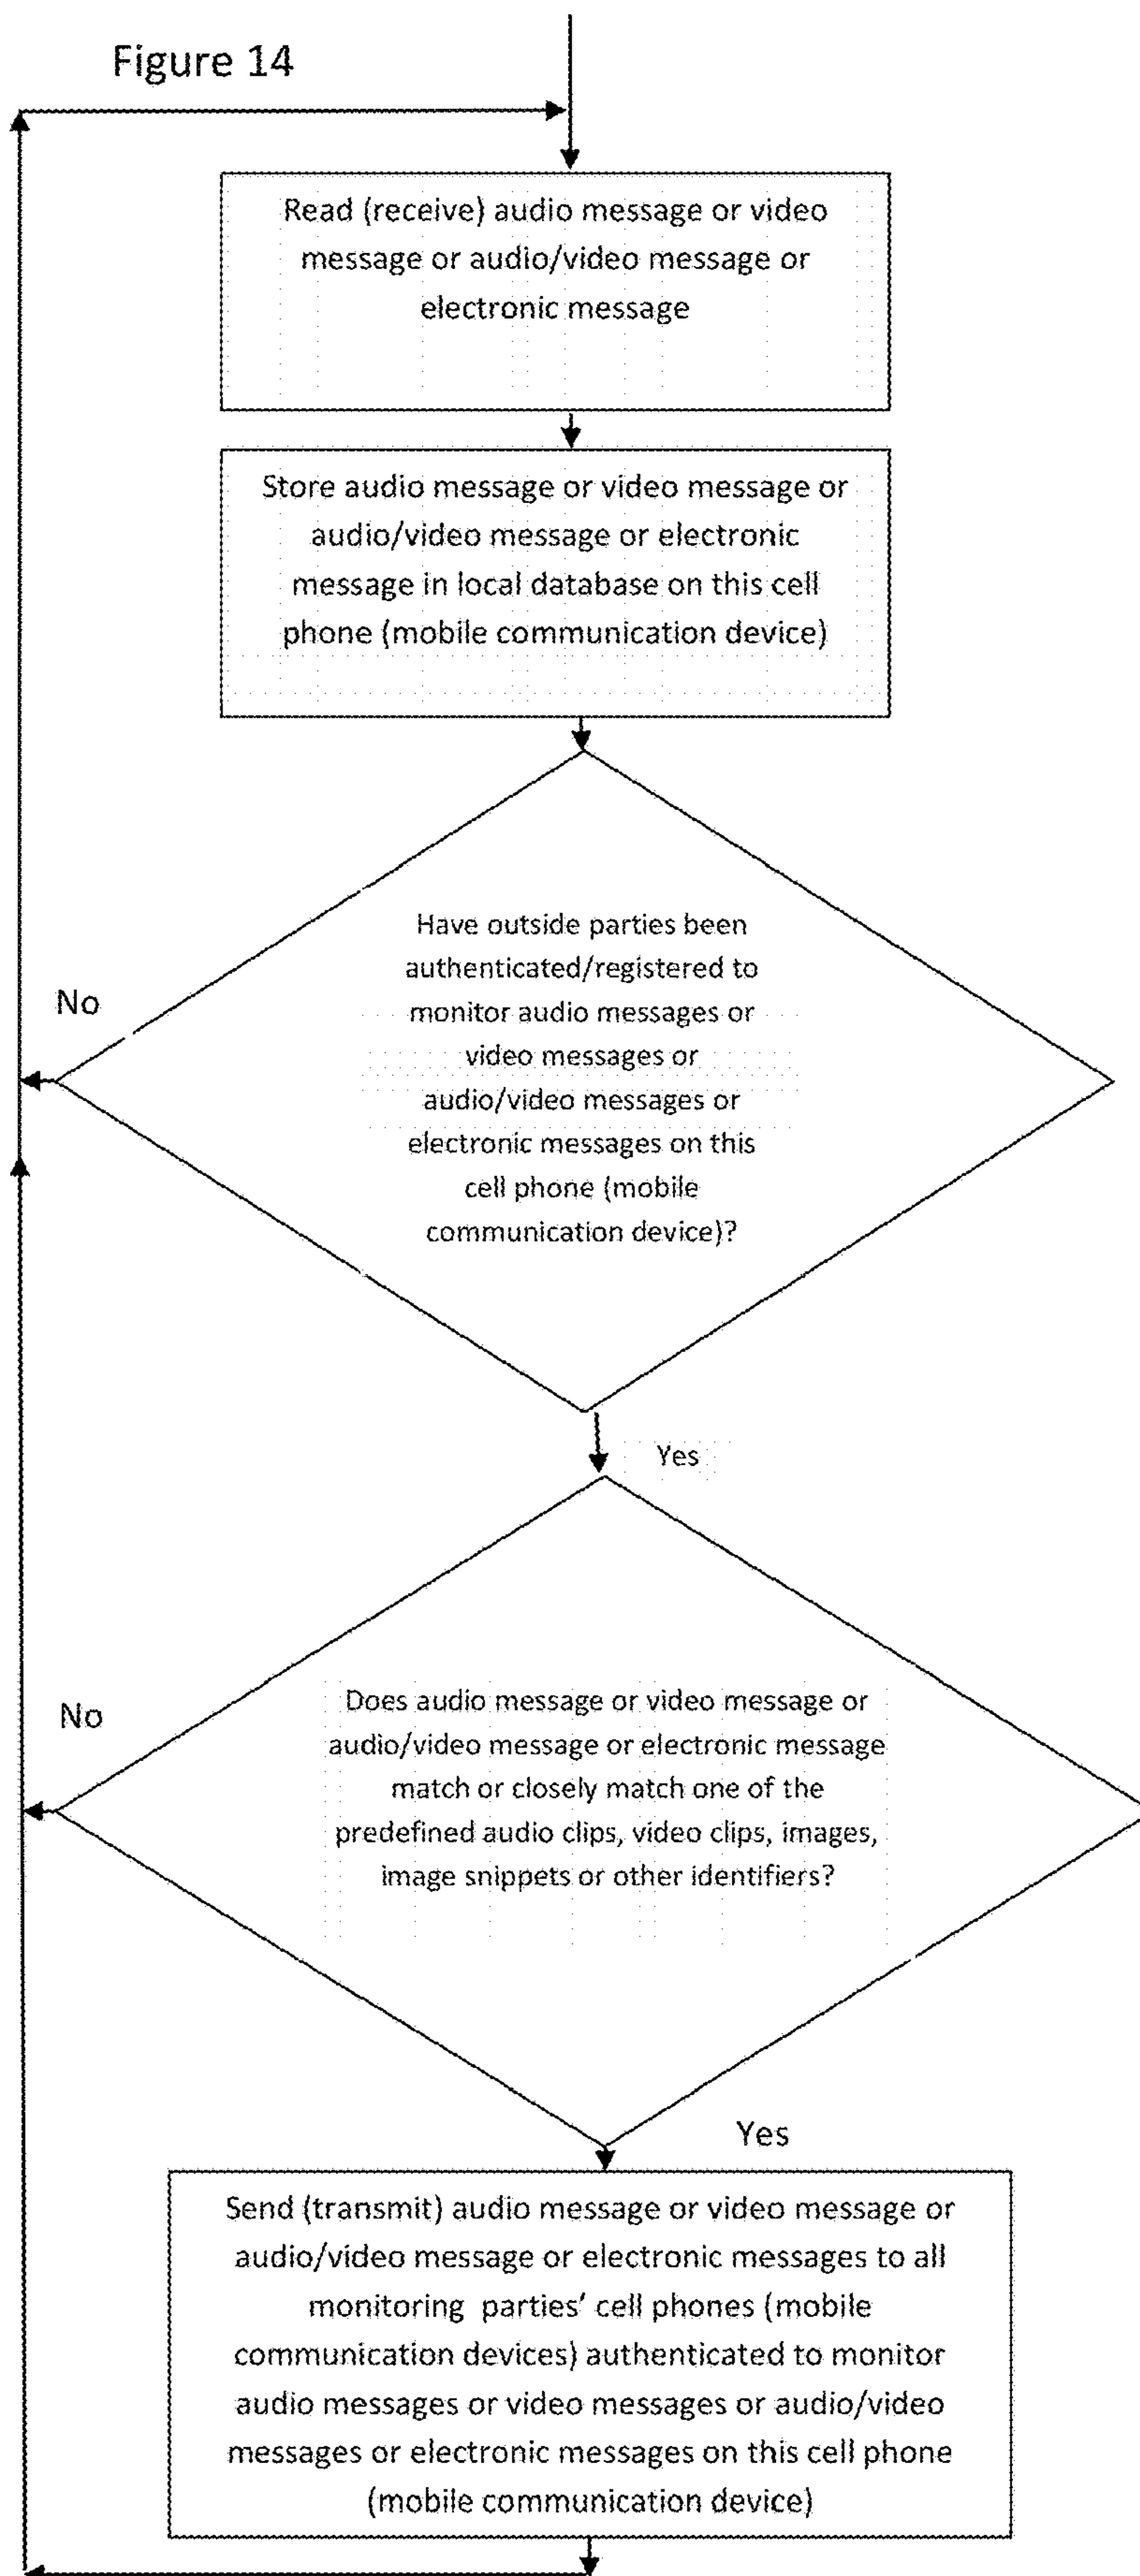 Figure 14
Read (receive) audio message or video
message or audio/video message or
electronic message
Store audio message or video message or
audio/video message or electronic
message in local database on this cell
phone (mobile communication device)
Have outside parties been
authenticated/registered to
monitor audio messages or
video messages or
audio/video messages or
electronic messages on this
cell phone (mobile
communication device)?
No
Yes
Does audio message or video message or
audio/video message or electronic message
match or closely match one of the
predefined audio clips, video clips, images,
image snippets or other identifiers?
No
Yes
Send (transmit) audio message or video message or
audio/video message or electronic messages to all
monitoring parties' cell phones (mobile
communication devices) authenticated to monitor
audio messages or video messages or audio/video
messages or electronic messages on this cell phone
(mobile communication device)